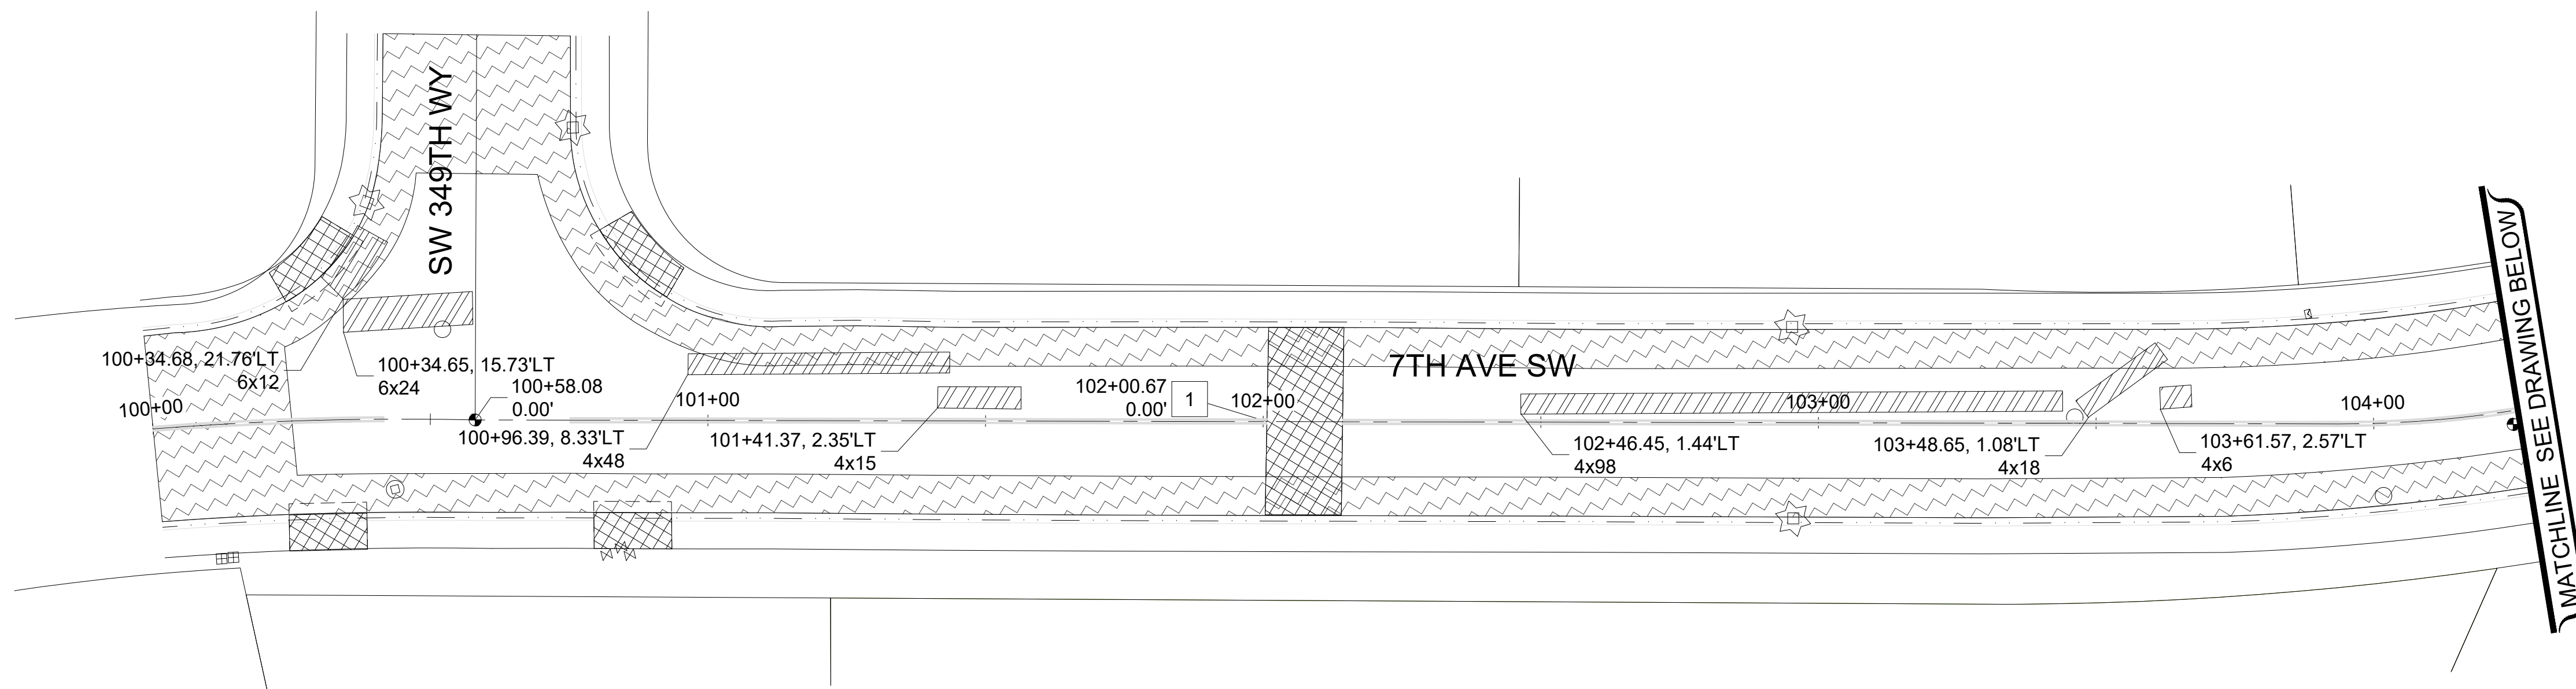 SW 349TH WY
100+34.68, 21.76'LT
6x12
100+34.65, 15.73'LT
6x24
100+58.08
0.00'
100+00
101+00
100+96.39, 8.33'LT
4x48
101+41.37, 2.35'LT
4x15
102+00.67
0.00'
1
102+00
7TH AVE SW
103+00
102+46.45, 1.44'LT
4x98
103+48.65, 1.08'LT
4x18
103+61.57, 2.57'LT
4x6
104+00
MATCHLINE SEE DRAWING BELOW